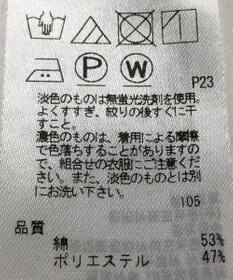 P W
P23
淡色のものは無蛍光洗剤を使用。
よくすすぎ、絞りの後すぐに干
すこと。
濃色のものは、着用による摩擦
で色落ちすることがありますの
で、組合せの衣服にご注意くだ
さい。また、淡色のものとは別
にお洗い下さい。
105
品質
綿 53%
ポリエステル 47%